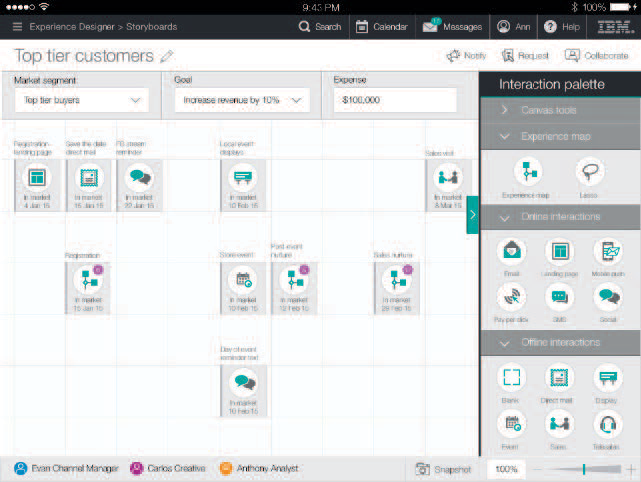 9:43 PM
100%
Experience Designer > Storyboards
Search
Calendar
Messages
Ann
Help
IBM
Top tier customers
Notify
Request
Collaborate
Market segment
Top tier buyers
Goal
Increase revenue by 10%
Expense
$100,000
Interaction palette
Canvas tools
Experience map
Experience map
Lasso
Online interactions
Email
Landing page
Mobile push
Pay per click
SMS
Social
Offline interactions
Blank
Direct mail
Display
Event
Sales
Telesales
Registration
landing page
In market
4 Jan 15
Save the date
direct mail
In market
15 Jan 15
FB stream
reminder
In market
22 Jan 15
Local event
displays
In market
10 Feb 15
Sales visit
In market
8 Mar 15
Registration
In market
15 Jan 15
Store event
In market
10 Feb 15
Post-event
nurture
In market
12 Feb 15
Sales nurture
In market
28 Feb 15
Day of event
reminder text
In market
10 Feb 15
Evan Channel Manager
Carlos Creative
Anthony Analyst
Snapshot
100%